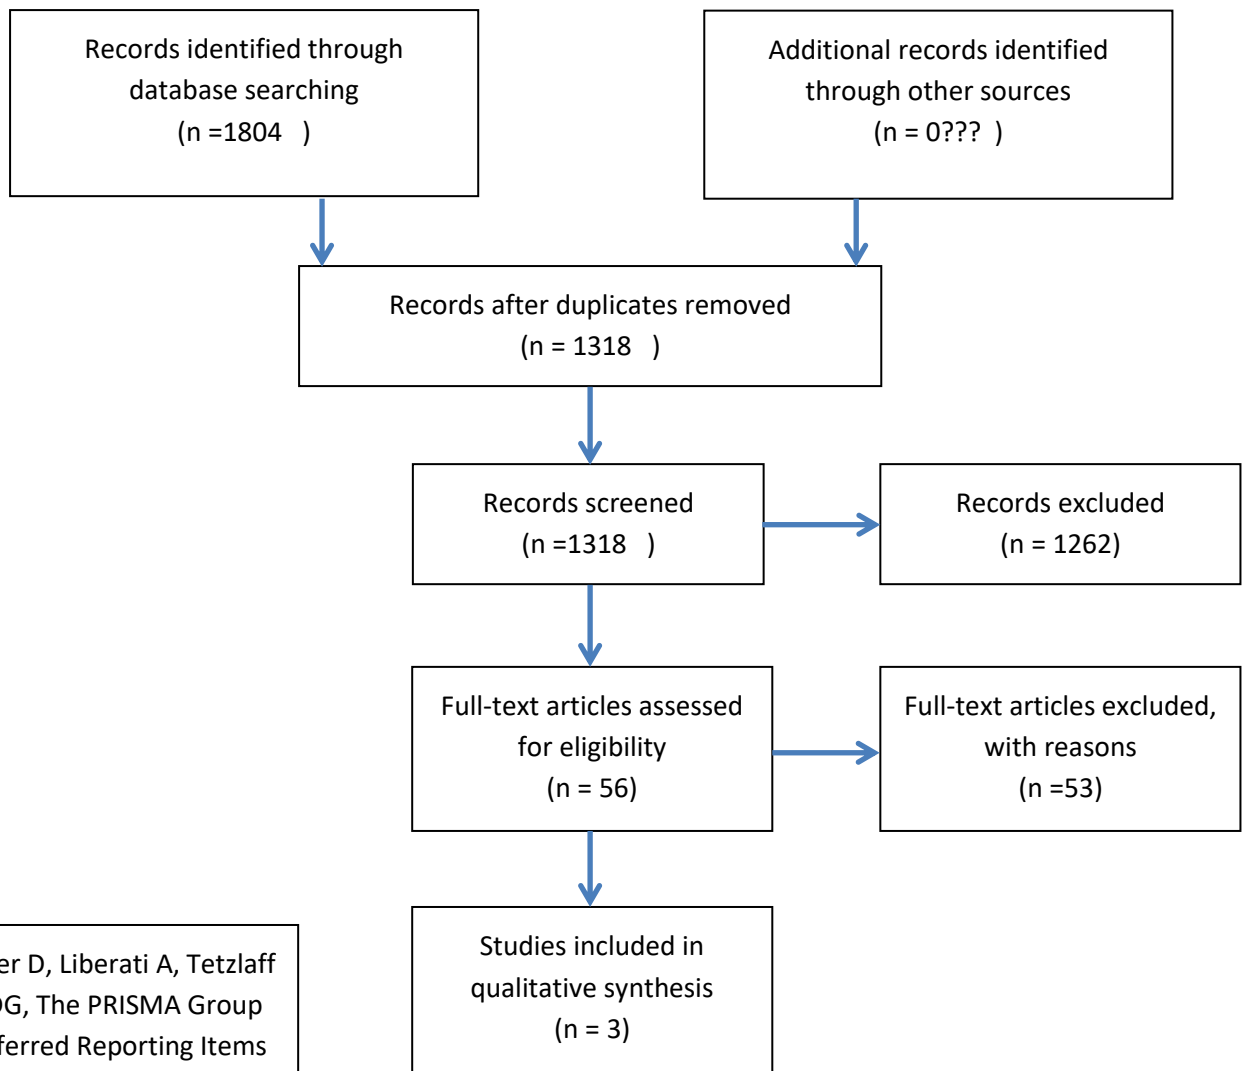 Records identified through
database searching
(n =1804   )
Additional records identified
through other sources
(n = 0???  )
Records after duplicates removed
(n = 1318   )
Records screened
(n =1318   )
Records excluded
(n = 1262)
Full-text articles assessed
for eligibility
(n = 56)
Full-text articles excluded,
with reasons
(n =53)
Studies included in
qualitative synthesis
(n = 3)
er D, Liberati A, Tetzlaff
DG, The PRISMA Group
ferred Reporting Items